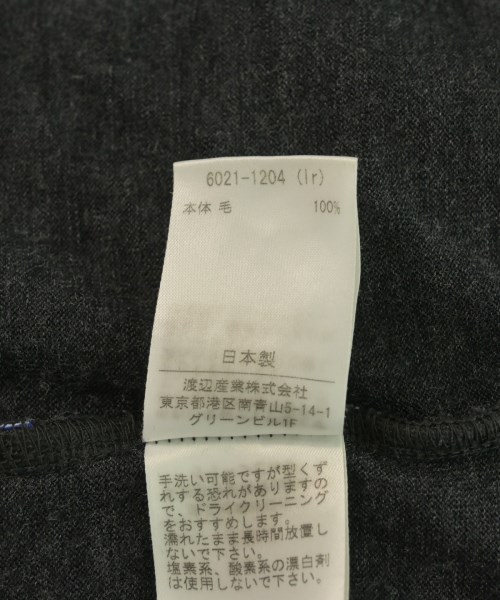 6021-1204 (Ir)
本体 毛 100%
日本製
渡辺産業株式会社
東京都港区南青山5-14-1
グリーンビル1F
手洗い可能ですが型くず
れする恐れがありますの
で、ドライクリーニング
をおすすめします。
濡れたまま長時間放置し
ないで下さい。
塩素系、酸素系の漂白剤
は使用しないで下さい。